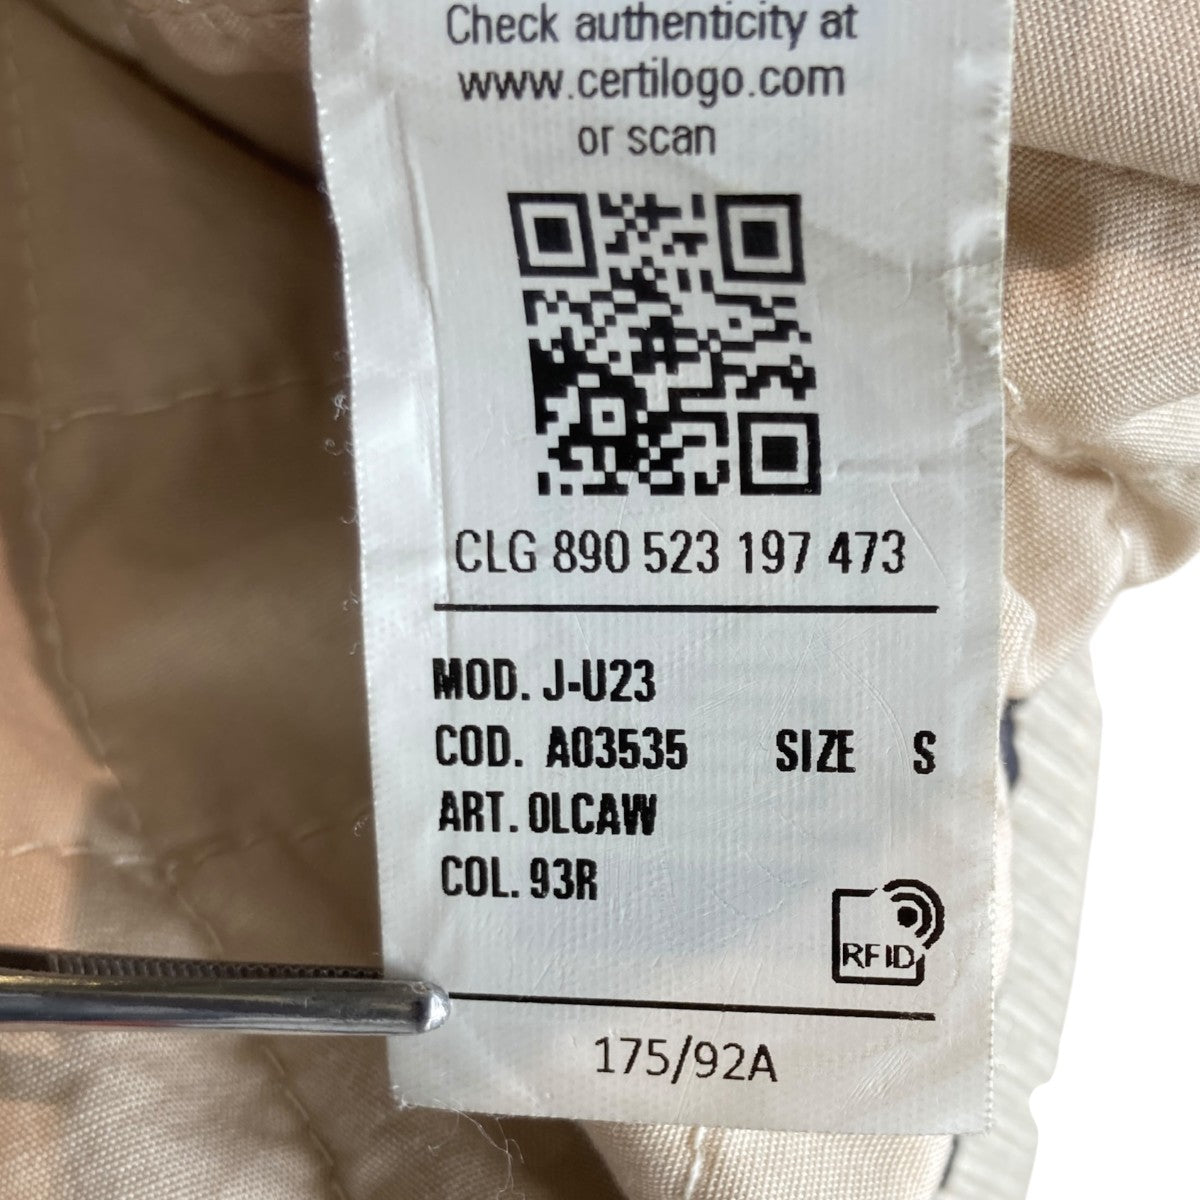 Check authenticity at
www.certilogo.com
or scan
CLG 890 523 197 473
MOD. J-U23
COD. A03535 SIZE S
ART. 0LCAW
COL. 93R
RFID
175/92A